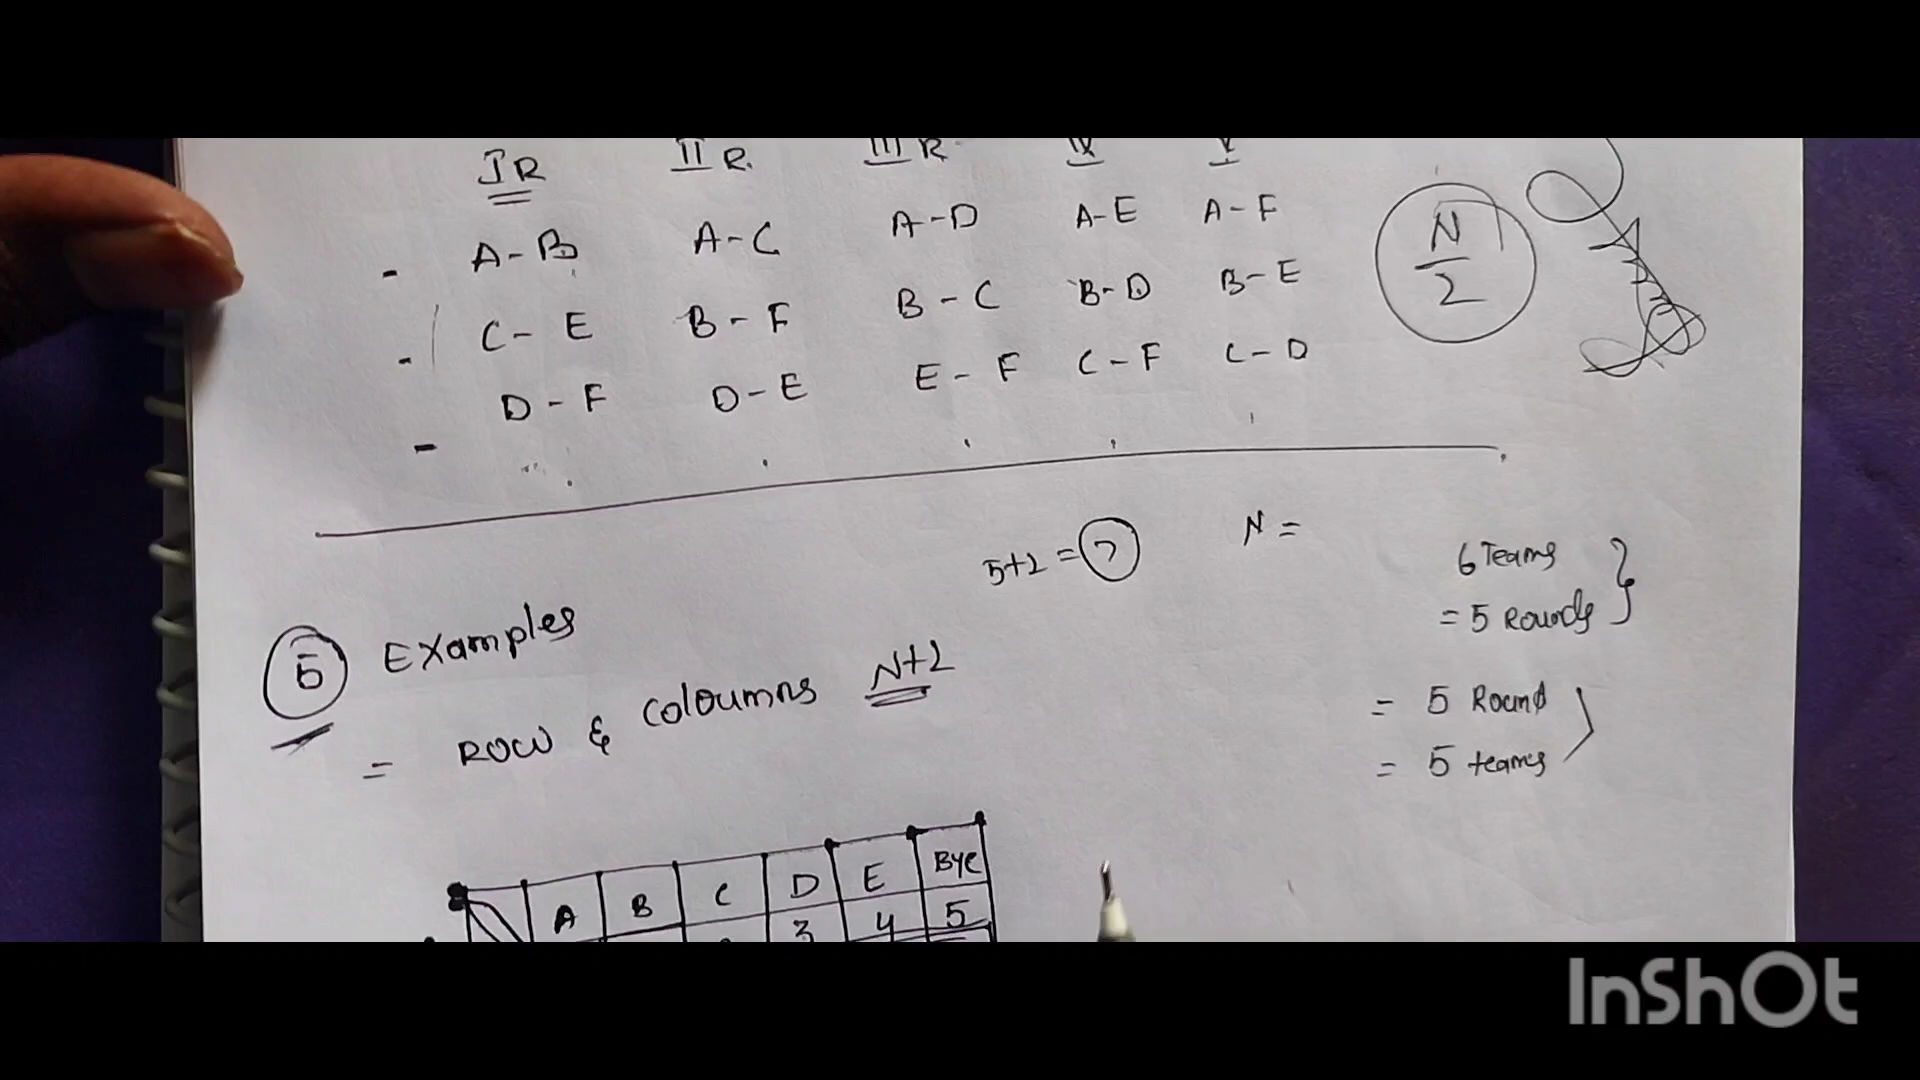 I R II R. III R IV V
A-B A-C A-D A-E A-F
C-E B-F B-C B-D B-E
D-F D-E E-F C-F C-D
N
2
5+2 = 7 N =
6 Teams
= 5 Rounds
5 Examples
= Row & Coloumns N+2
= 5 Round
= 5 teams
A B C D E Bye
3 4 5
InShOt